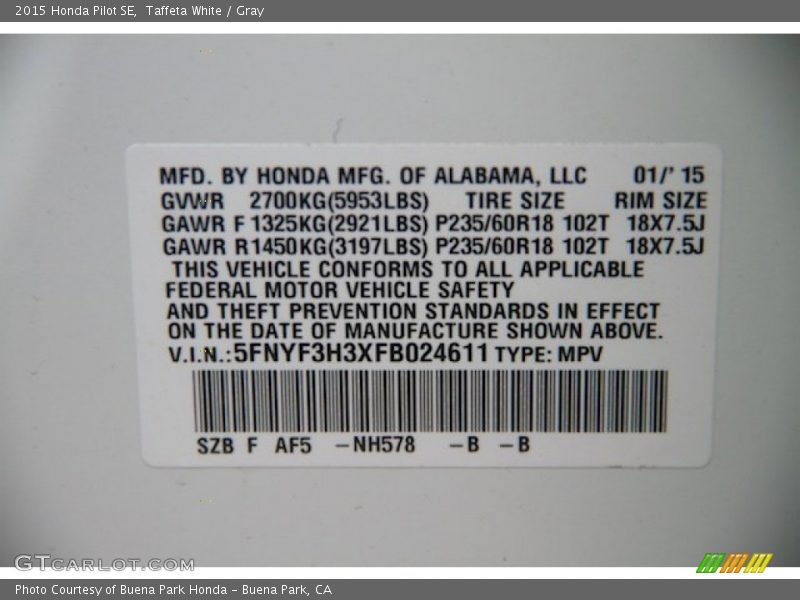 2015 Honda Pilot SE, Taffeta White / Gray
MFD. BY HONDA MFG. OF ALABAMA, LLC 01/' 15
GVWR 2700KG(5953LBS) TIRE SIZE RIM SIZE
GAWR F 1325KG(2921LBS) P235/60R18 102T 18X7.5J
GAWR R 1450KG(3197LBS) P235/60R18 102T 18X7.5J
THIS VEHICLE CONFORMS TO ALL APPLICABLE
FEDERAL MOTOR VEHICLE SAFETY
AND THEFT PREVENTION STANDARDS IN EFFECT
ON THE DATE OF MANUFACTURE SHOWN ABOVE.
V.I.N.:5FNYF3H3XFB024611 TYPE: MPV
SZB F AF5 -NH578 -B -B
GTCARLOT.COM
Photo Courtesy of Buena Park Honda - Buena Park, CA